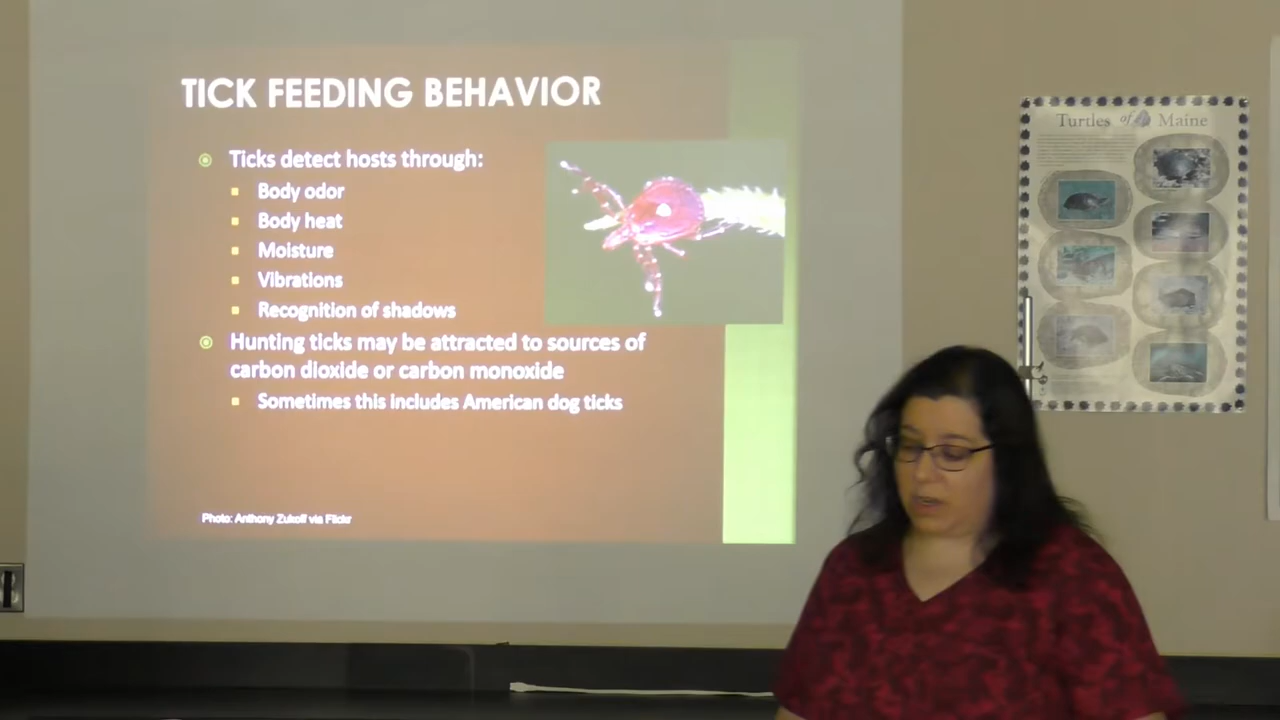 TICK FEEDING BEHAVIOR
Ticks detect hosts through:
Body odor
Body heat
Moisture
Vibrations
Recognition of shadows
Hunting ticks may be attracted to sources of
carbon dioxide or carbon monoxide
Sometimes this includes American dog ticks
Photo: Anthony Zukoff via Flickr
Turtles of Maine